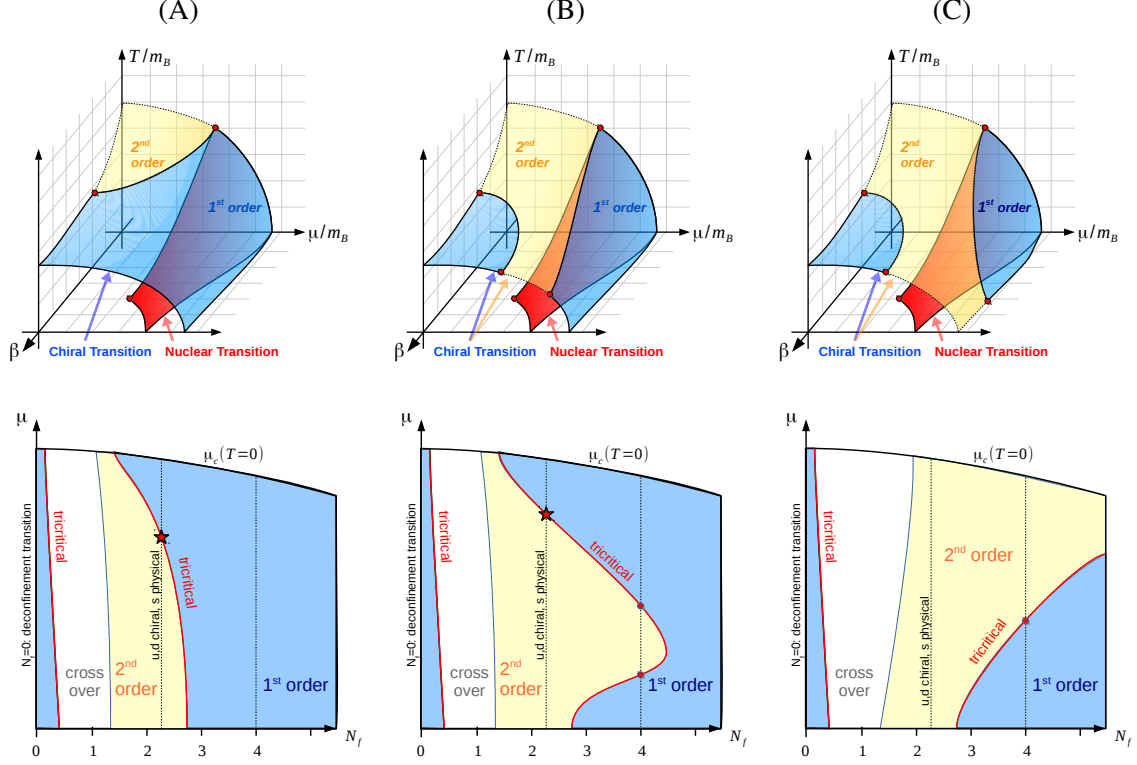 (A)
(B)
(C)
T/m_B
2nd order
1st order
μ/m_B
β
Chiral Transition
Nuclear Transition
T/m_B
2nd order
1st order
μ/m_B
β
Chiral Transition
Nuclear Transition
T/m_B
2nd order
1st order
μ/m_B
β
Chiral Transition
Nuclear Transition
μ
μ_c(T=0)
N_f=0: deconfinement transition
tricritical
cross over
2nd order
u,d chiral, s physical
tricritical
1st order
0 1 2 3 4 N_f
μ
μ_c(T=0)
N_f=0: deconfinement transition
tricritical
cross over
2nd order
u,d chiral, s physical
tricritical
1st order
0 1 2 3 4 N_f
μ
μ_c(T=0)
N_f=0: deconfinement transition
tricritical
cross over
2nd order
u,d chiral, s physical
tricritical
1st order
0 1 2 3 4 N_f